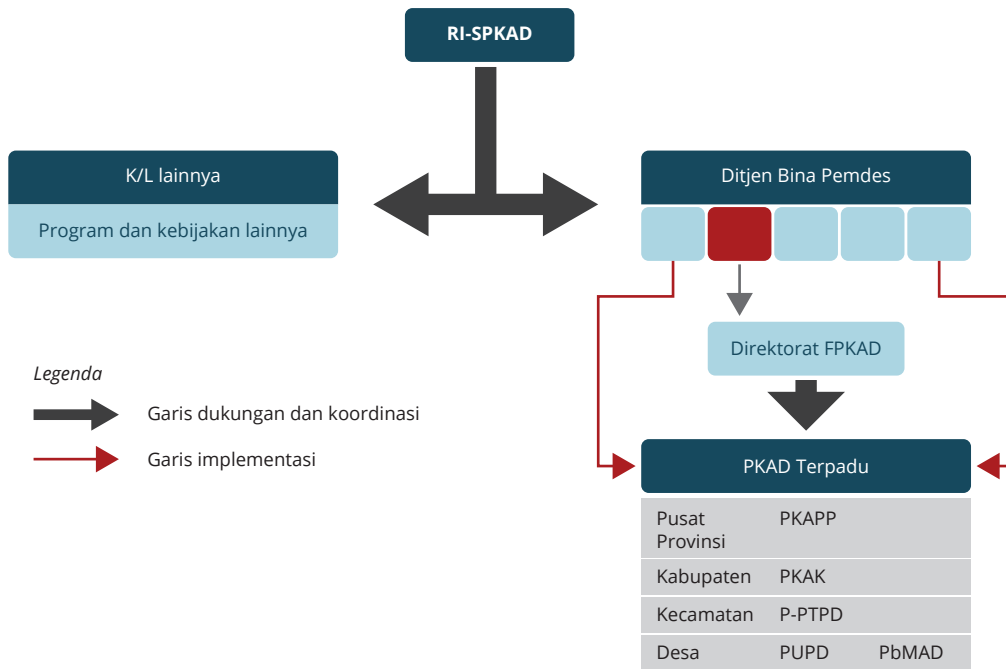 RI-SPKAD
K/L lainnya
Program dan kebijakan lainnya
Ditjen Bina Pemdes
Direktorat FPKAD
Legenda
Garis dukungan dan koordinasi
Garis implementasi
PKAD Terpadu
Pusat PKAPP
Provinsi
Kabupaten PKAK
Kecamatan P-PTPD
Desa PUPD PbMAD